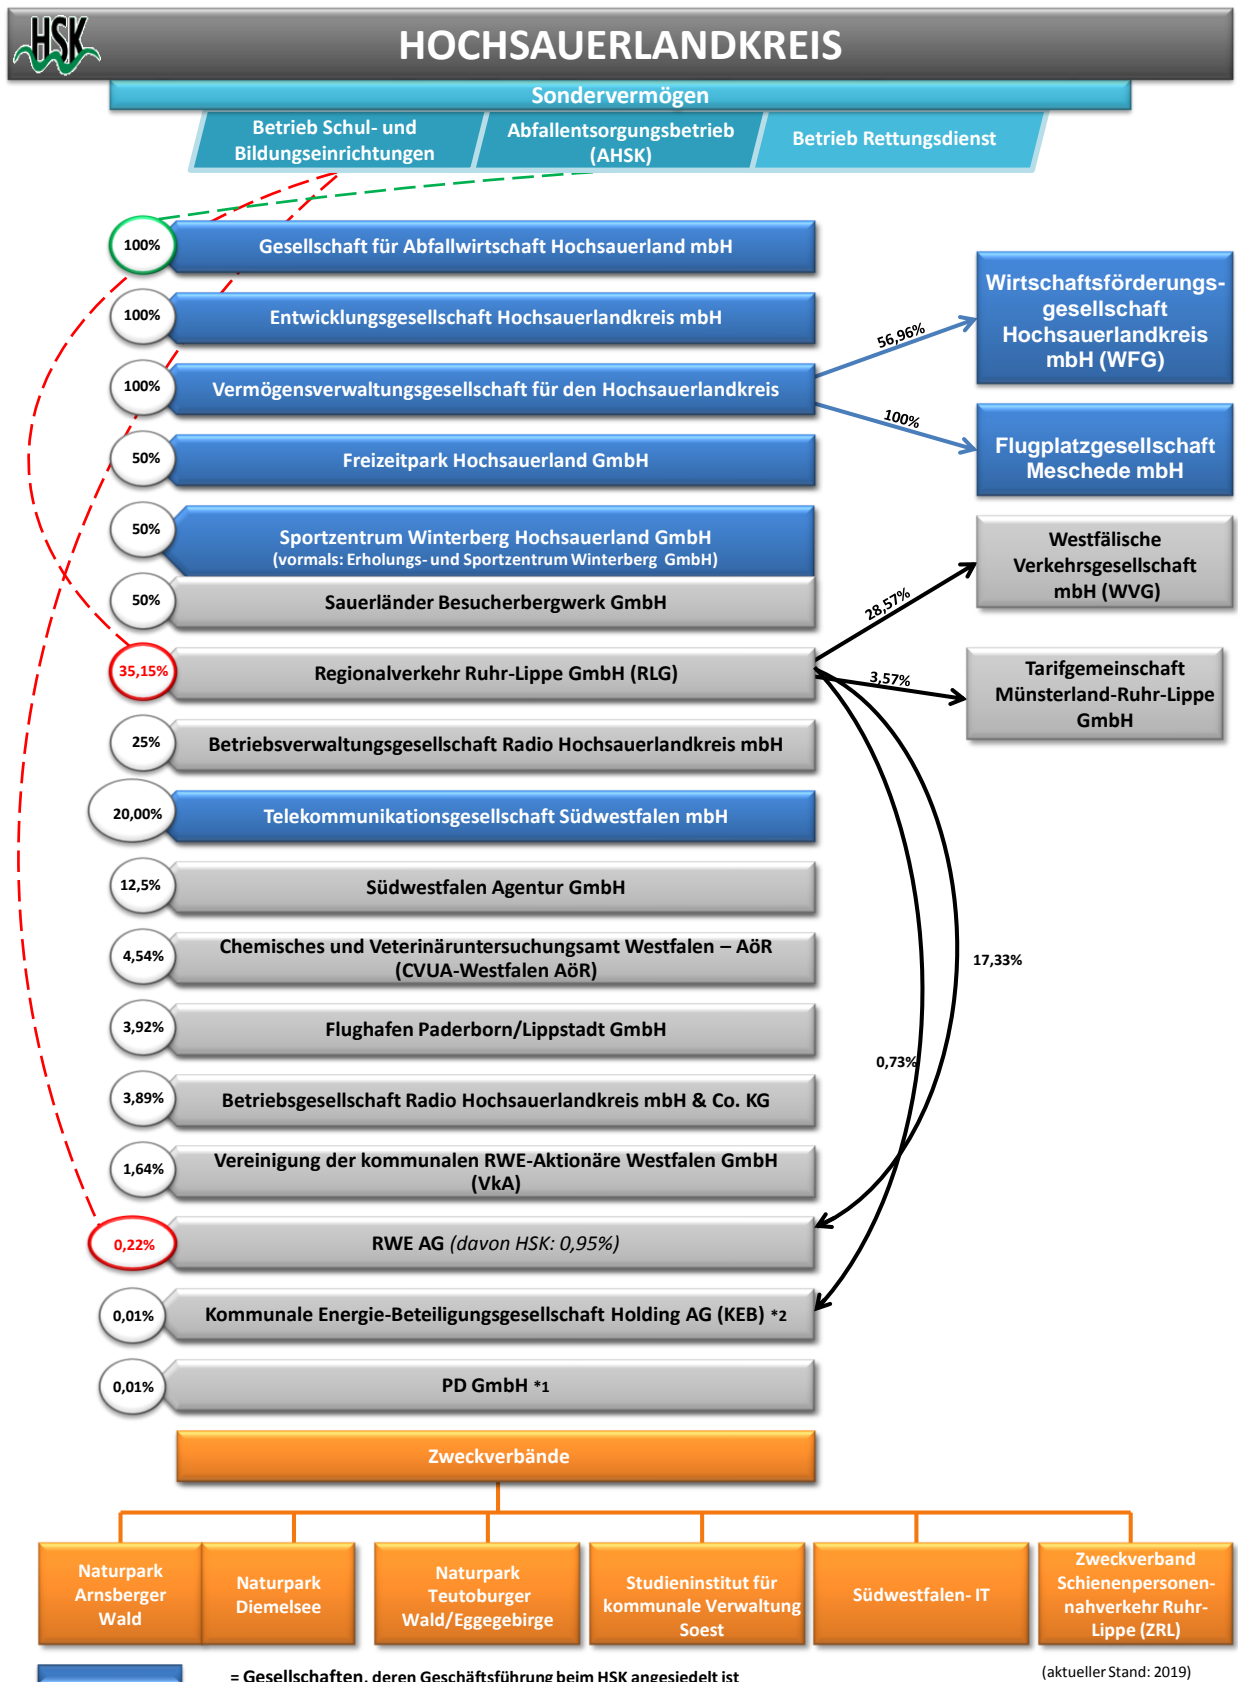 HSK
HOCHSAUERLANDKREIS
Sondervermögen
Betrieb Schul- und
Bildungseinrichtungen
Abfallentsorgungsbetrieb
(AHSK)
Betrieb Rettungsdienst
100%
Gesellschaft für Abfallwirtschaft Hochsauerland mbH
100%
Entwicklungsgesellschaft Hochsauerlandkreis mbH
100%
Vermögensverwaltungsgesellschaft für den Hochsauerlandkreis
56,96%
Wirtschaftsförderungs-
gesellschaft
Hochsauerlandkreis
mbH (WFG)
100%
Flugplatzgesellschaft
Meschede mbH
50%
Freizeitpark Hochsauerland GmbH
50%
Sportzentrum Winterberg Hochsauerland GmbH
(vormals: Erholungs- und Sportzentrum Winterberg GmbH)
50%
Sauerländer Besucherbergwerk GmbH
35,15%
Regionalverkehr Ruhr-Lippe GmbH (RLG)
28,57%
Westfälische
Verkehrsgesellschaft
mbH (WVG)
3,57%
Tarifgemeinschaft
Münsterland-Ruhr-Lippe
GmbH
25%
Betriebsverwaltungsgesellschaft Radio Hochsauerlandkreis mbH
20,00%
Telekommunikationsgesellschaft Südwestfalen mbH
12,5%
Südwestfalen Agentur GmbH
4,54%
Chemisches und Veterinäruntersuchungsamt Westfalen – AöR
(CVUA-Westfalen AöR)
17,33%
3,92%
Flughafen Paderborn/Lippstadt GmbH
0,73%
3,89%
Betriebsgesellschaft Radio Hochsauerlandkreis mbH & Co. KG
1,64%
Vereinigung der kommunalen RWE-Aktionäre Westfalen GmbH
(VkA)
0,22%
RWE AG (davon HSK: 0,95%)
0,01%
Kommunale Energie-Beteiligungsgesellschaft Holding AG (KEB) *2
0,01%
PD GmbH *1
Zweckverbände
Naturpark
Arnsberger
Wald
Naturpark
Diemelsee
Naturpark
Teutoburger
Wald/Eggegebirge
Studieninstitut für
kommunale Verwaltung
Soest
Südwestfalen- IT
Zweckverband
Schienenpersonen-
nahverkehr Ruhr-
Lippe (ZRL)
= Gesellschaften, deren Geschäftsführung beim HSK angesiedelt ist
(aktueller Stand: 2019)